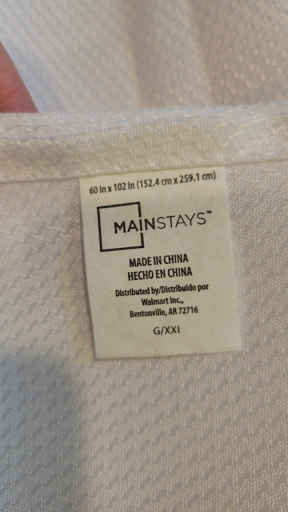 60 in x 102 in (152.4 cm x 259.1 cm)
MAINSTAYS™
MADE IN CHINA
HECHO EN CHINA
Distributed by/Distribuido por
Walmart Inc.,
Bentonville, AR 72716
G/XXI